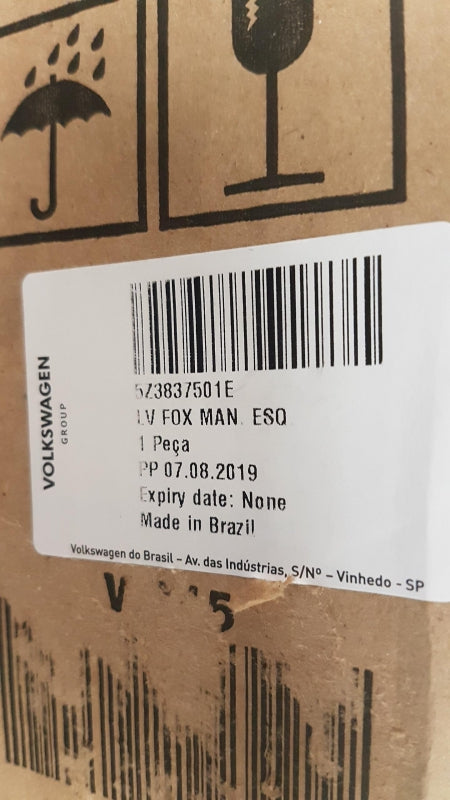 VOLKSWAGEN
GROUP
5Z3837501E
LV FOX MAN. ESQ
1 Peça
PP 07.08.2019
Expiry date: None
Made in Brazil
Volkswagen do Brasil – Av. das Indústrias, S/Nº – Vinhedo - SP